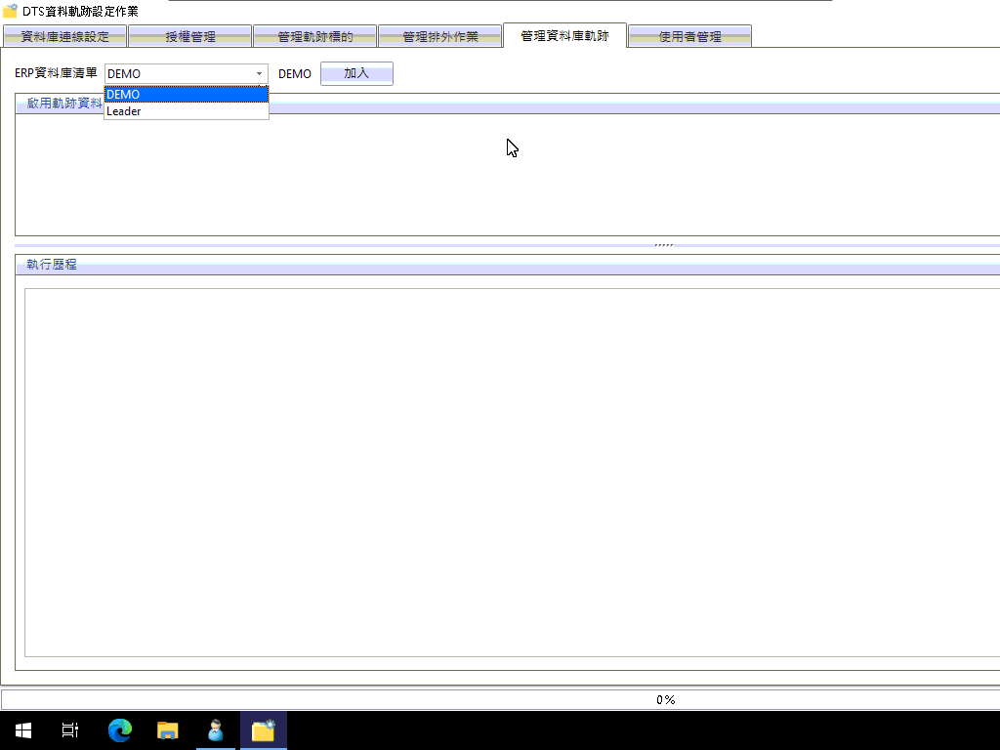 DTS資料軌跡設定作業
資料庫連線設定 授權管理 管理軌跡標的 管理排外作業 管理資料庫軌跡 使用者管理
ERP資料庫清單 DEMO DEMO 加入
DEMO
啟用軌跡資料
Leader
執行歷程
0%